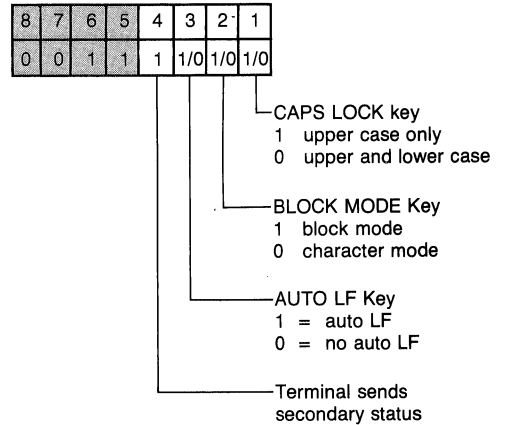 8 7 6 5 4 3 2 1
0 0 1 1 1 1/0 1/0 1/0
CAPS LOCK key
1 upper case only
0 upper and lower case
BLOCK MODE Key
1 block mode
0 character mode
AUTO LF Key
1 = auto LF
0 = no auto LF
Terminal sends
secondary status